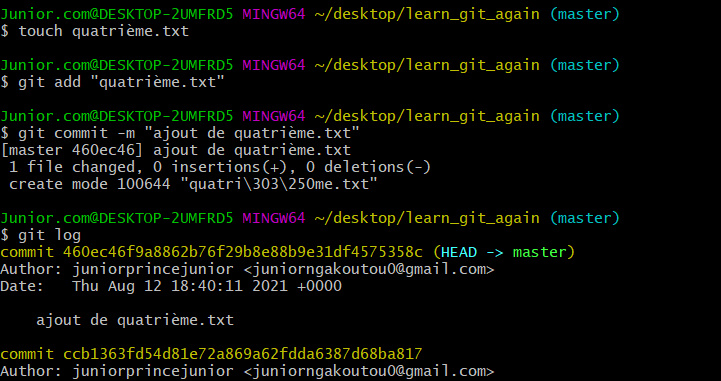 Junior.com@DESKTOP-2UMFRD5 MINGW64 ~/desktop/learn_git_again (master)
$ touch quatrième.txt
Junior.com@DESKTOP-2UMFRD5 MINGW64 ~/desktop/learn_git_again (master)
$ git add "quatrième.txt"
Junior.com@DESKTOP-2UMFRD5 MINGW64 ~/desktop/learn_git_again (master)
$ git commit -m "ajout de quatrième.txt"
[master 460ec46] ajout de quatrième.txt
 1 file changed, 0 insertions(+), 0 deletions(-)
 create mode 100644 "quatri\303\250me.txt"
Junior.com@DESKTOP-2UMFRD5 MINGW64 ~/desktop/learn_git_again (master)
$ git log
commit 460ec46f9a8862b76f29b8e88b9e31df4575358c (HEAD -> master)
Author: juniorprincejunior <juniorngakoutou0@gmail.com>
Date:   Thu Aug 12 18:40:11 2021 +0000
    ajout de quatrième.txt
commit ccb1363fd54d81e72a869a62fdda6387d68ba817
Author: juniorprincejunior <juniorngakoutou0@gmail.com>